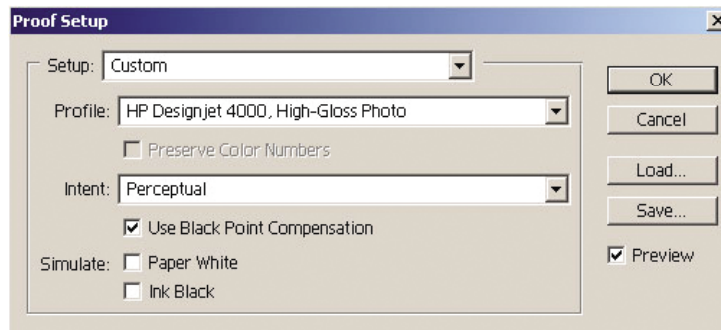 Proof Setup
Setup: Custom
OK
Profile: HP Designjet 4000, High-Gloss Photo
Cancel
Preserve Color Numbers
Load...
Intent: Perceptual
Save...
Use Black Point Compensation
Simulate: Paper White
Preview
Ink Black